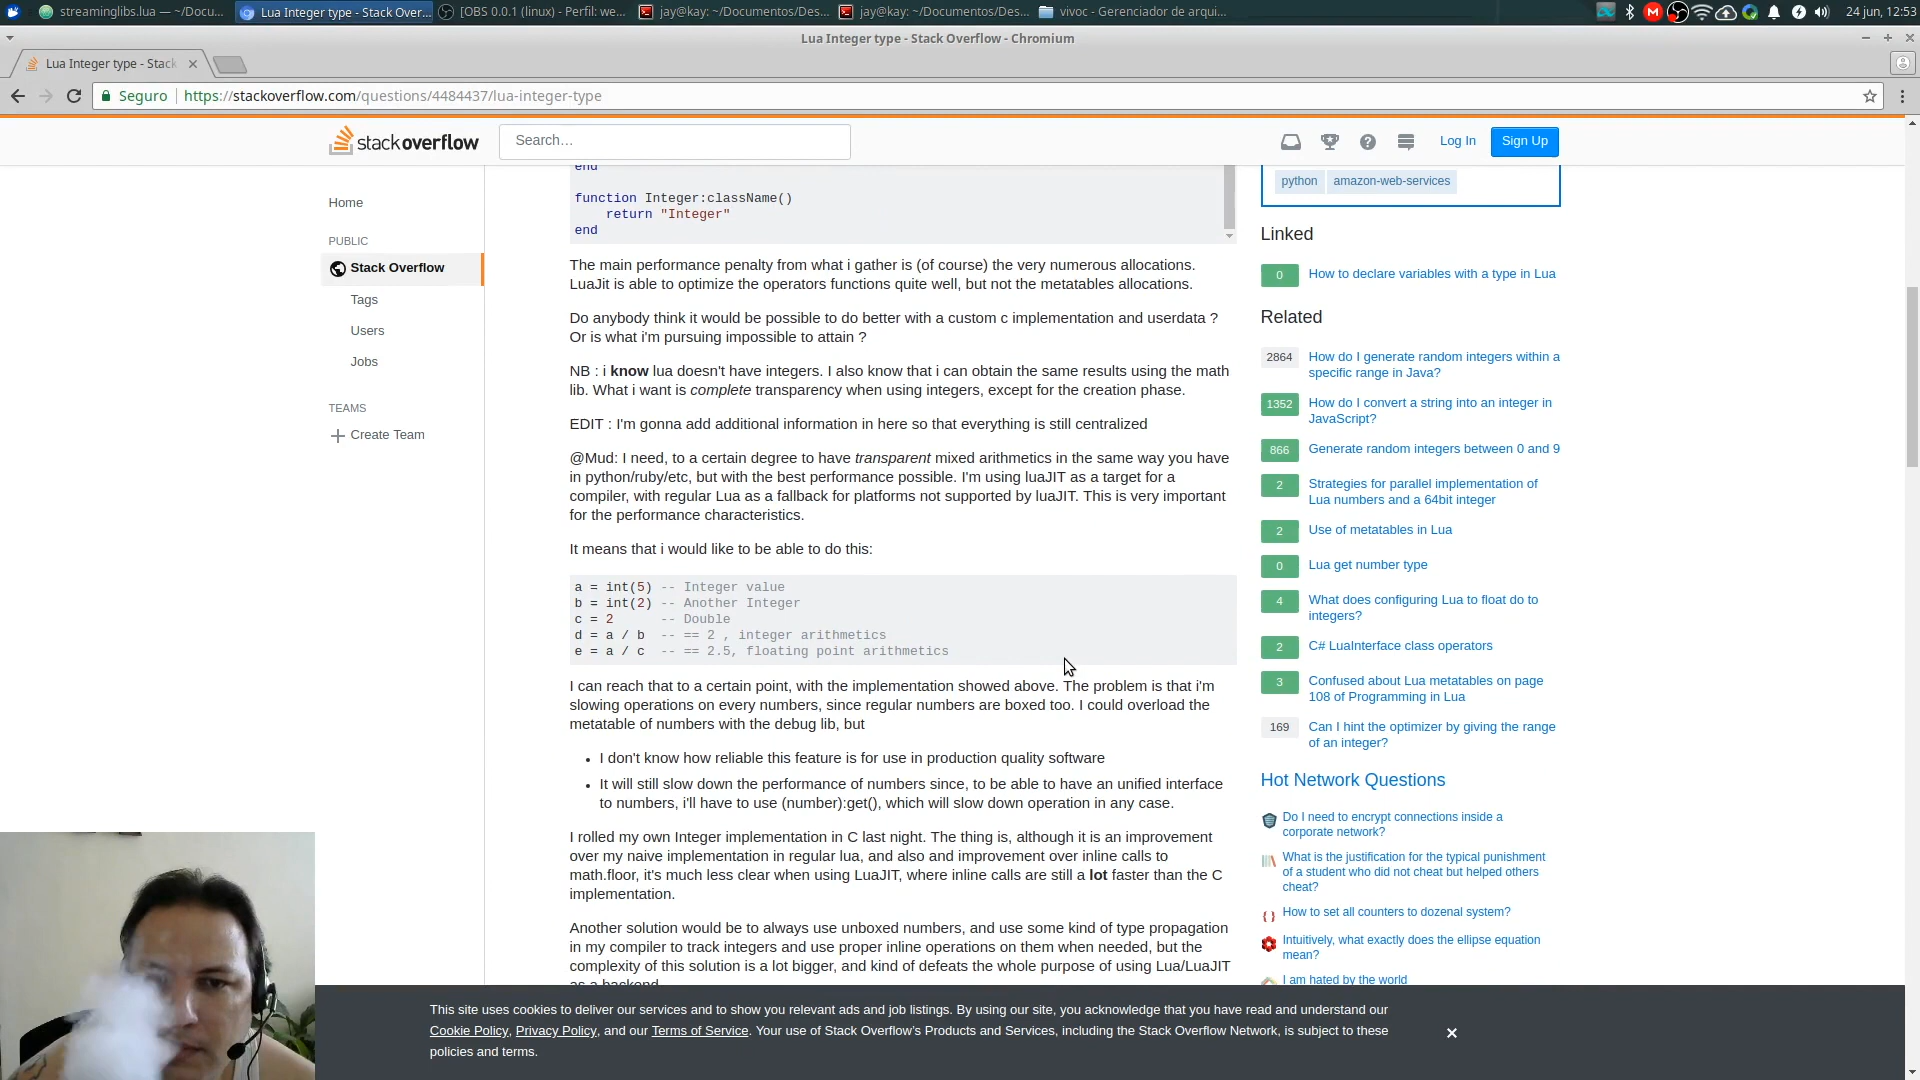 streaminglibs.lua — ~/Docu...
Lua Integer type - Stack Over...
[OBS 0.0.1 (linux) - Perfil: we...
jay@kay: ~/Documentos/Des...
jay@kay: ~/Documentos/Des...
vivoc - Gerenciador de arqui...
24 jun, 12:53
Lua Integer type - Stack Overflow - Chromium
Lua Integer type - Stack
Seguro
https://stackoverflow.com/questions/4484437/lua-integer-type
stackoverflow
Search…
Log In
Sign Up
Home
PUBLIC
Stack Overflow
Tags
Users
Jobs
TEAMS
Create Team
end
function Integer:className()
return "Integer"
end
The main performance penalty from what i gather is (of course) the very numerous allocations.
LuaJit is able to optimize the operators functions quite well, but not the metatables allocations.
Do anybody think it would be possible to do better with a custom c implementation and userdata ?
Or is what i'm pursuing impossible to attain ?
NB : i know lua doesn't have integers. I also know that i can obtain the same results using the math
lib. What i want is complete transparency when using integers, except for the creation phase.
EDIT : I'm gonna add additional information in here so that everything is still centralized
@Mud: I need, to a certain degree to have transparent mixed arithmetics in the same way you have
in python/ruby/etc, but with the best performance possible. I'm using luaJIT as a target for a
compiler, with regular Lua as a fallback for platforms not supported by luaJIT. This is very important
for the performance characteristics.
It means that i would like to be able to do this:
a = int(5) -- Integer value
b = int(2) -- Another Integer
c = 2 -- Double
d = a / b -- == 2 , integer arithmetics
e = a / c -- == 2.5, floating point arithmetics
I can reach that to a certain point, with the implementation showed above. The problem is that i'm
slowing operations on every numbers, since regular numbers are boxed too. I could overload the
metatable of numbers with the debug lib, but
• I don't know how reliable this feature is for use in production quality software
• It will still slow down the performance of numbers since, to be able to have an unified interface
to numbers, i'll have to use (number):get(), which will slow down operation in any case.
I rolled my own Integer implementation in C last night. The thing is, although it is an improvement
over my naive implementation in regular lua, and also and improvement over inline calls to
math.floor, it's much less clear when using LuaJIT, where inline calls are still a lot faster than the C
implementation.
Another solution would be to always use unboxed numbers, and use some kind of type propagation
in my compiler to track integers and use proper inline operations on them when needed, but the
complexity of this solution is a lot bigger, and kind of defeats the whole purpose of using Lua/LuaJIT
as a backend
python
amazon-web-services
Linked
0 How to declare variables with a type in Lua
Related
2864 How do I generate random integers within a
specific range in Java?
1352 How do I convert a string into an integer in
JavaScript?
866 Generate random integers between 0 and 9
2 Strategies for parallel implementation of
Lua numbers and a 64bit integer
2 Use of metatables in Lua
0 Lua get number type
4 What does configuring Lua to float do to
integers?
2 C# LuaInterface class operators
3 Confused about Lua metatables on page
108 of Programming in Lua
169 Can I hint the optimizer by giving the range
of an integer?
Hot Network Questions
Do I need to encrypt connections inside a
corporate network?
What is the justification for the typical punishment
of a student who did not cheat but helped others
cheat?
How to set all counters to dozenal system?
Intuitively, what exactly does the ellipse equation
mean?
I am hated by the world
This site uses cookies to deliver our services and to show you relevant ads and job listings. By using our site, you acknowledge that you have read and understand our
Cookie Policy, Privacy Policy, and our Terms of Service. Your use of Stack Overflow's Products and Services, including the Stack Overflow Network, is subject to these
policies and terms.